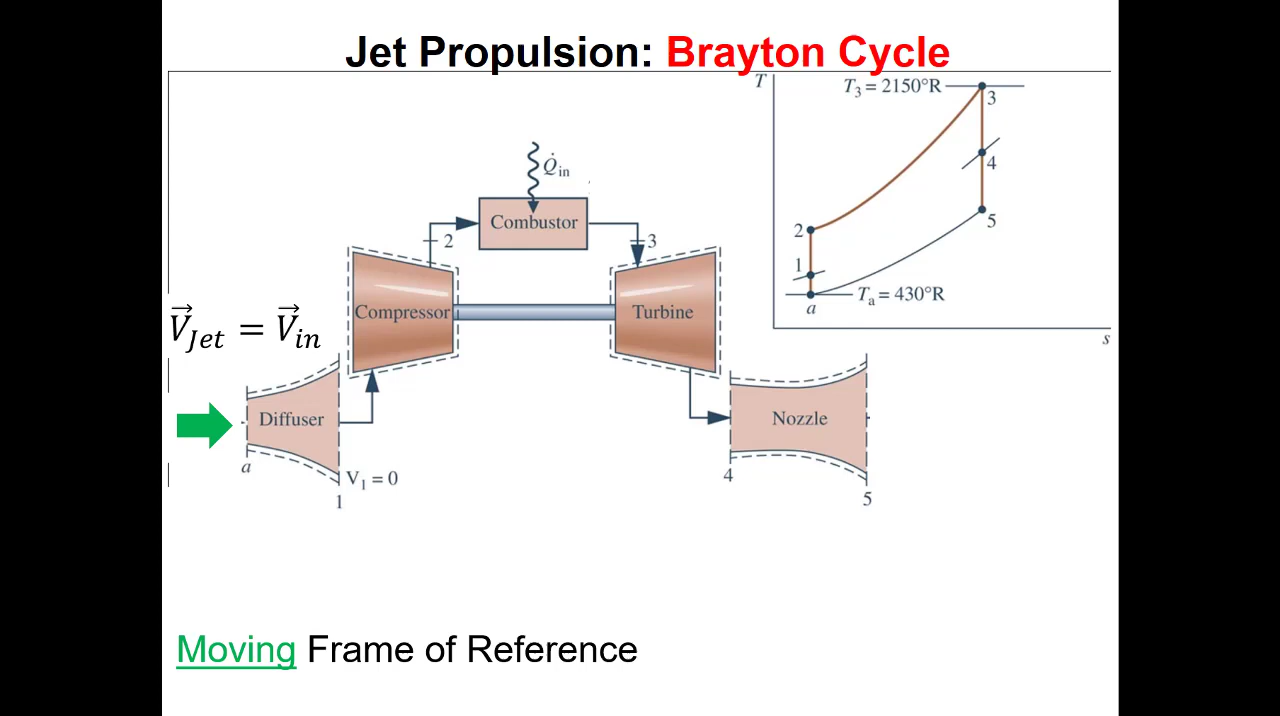 Jet Propulsion: Brayton Cycle
T
T3 = 2150°R
3
Q̇in
4
Combustor
2
5
2
3
1
Ta = 430°R
a
s
Compressor
Turbine
V⃗Jet = V⃗in
Diffuser
Nozzle
a
V1 = 0
4
1
5
Moving Frame of Reference